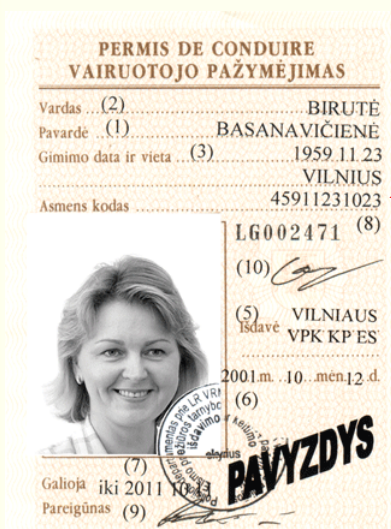 PERMIS DE CONDUIRE
VAIRUOTOJO PAŽYMĖJIMAS
Vardas (2) BIRUTĖ
Pavardė (1) BASANAVIČIENĖ
Gimimo data ir vieta (3) 1959 11 23
VILNIUS
Asmens kodas 45911231023
LG002471 (8)
(10)
(5) VILNIAUS
Išdavė VPK KP ES
2001.m. 10 mėn. 12 d.
(6)
PAVYZDYS
(7)
Galioja iki 2011 10
Pareigūnas (9)